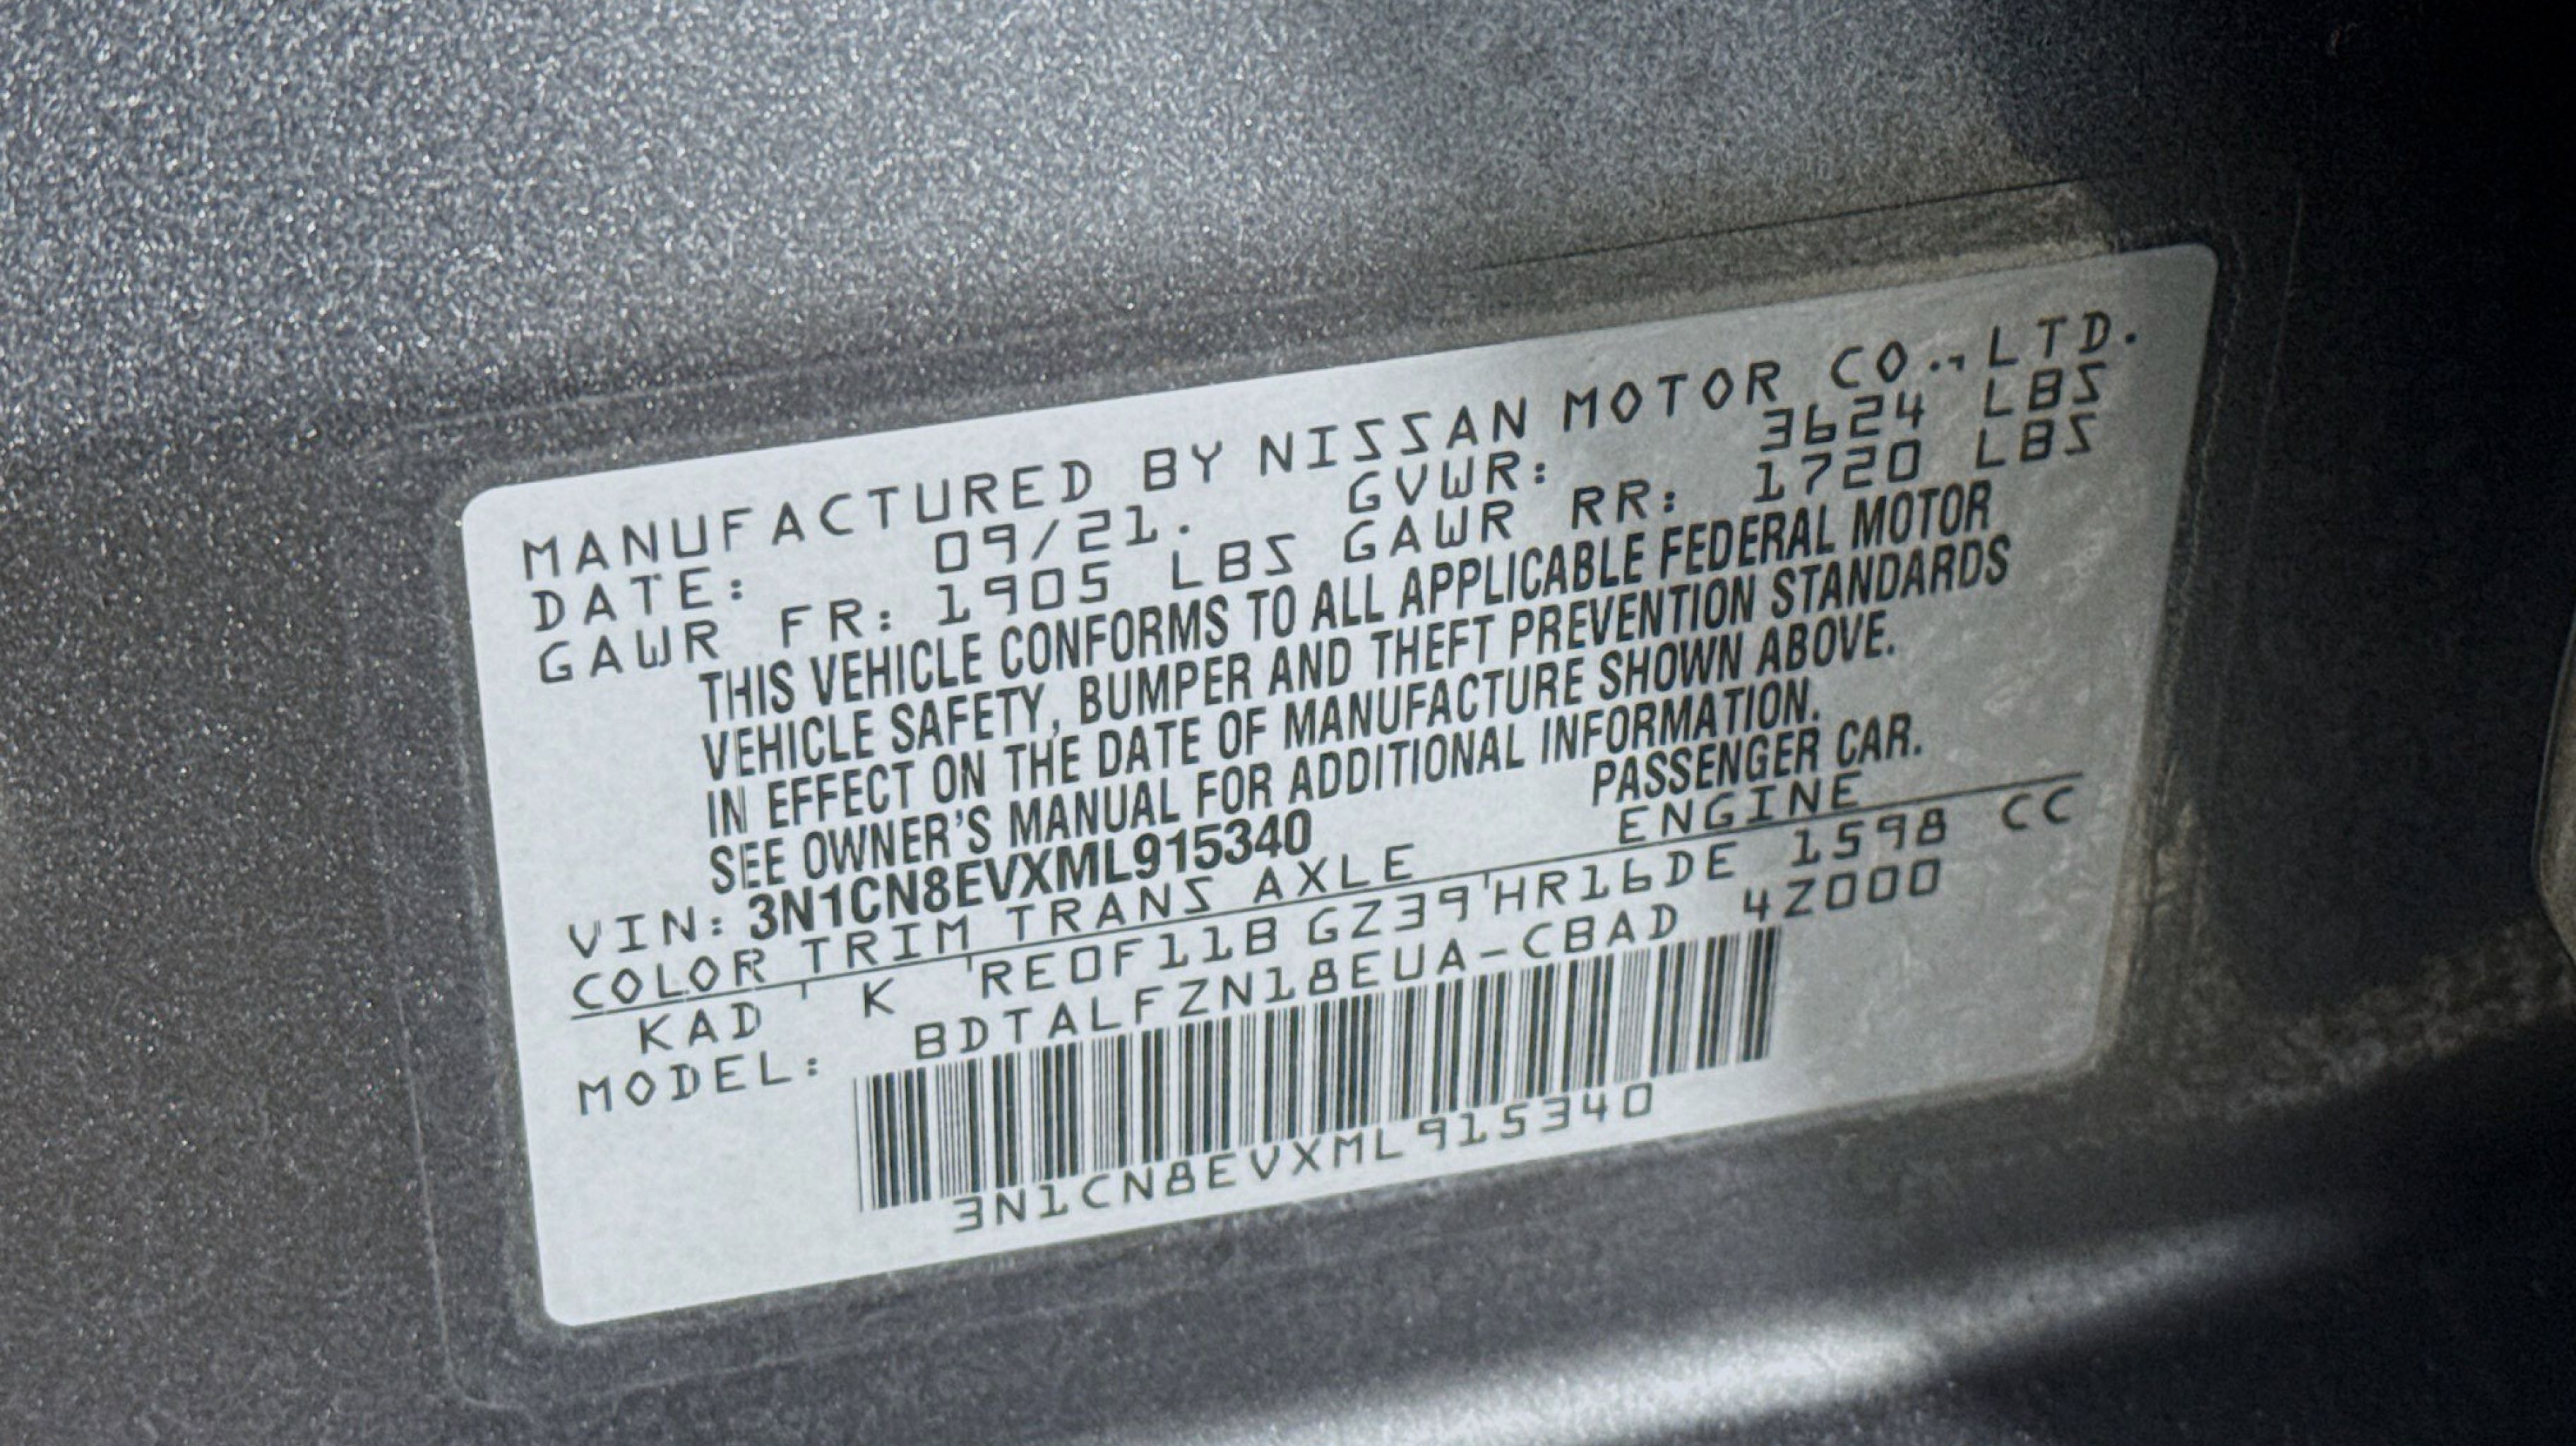 MANUFACTURED BY NISSAN MOTOR CO., LTD.
DATE: 09/21. GVWR: 3624 LBS
GAWR FR: 1905 LBS GAWR RR: 1720 LBS
THIS VEHICLE CONFORMS TO ALL APPLICABLE FEDERAL MOTOR
VEHICLE SAFETY, BUMPER AND THEFT PREVENTION STANDARDS
IN EFFECT ON THE DATE OF MANUFACTURE SHOWN ABOVE.
SEE OWNER'S MANUAL FOR ADDITIONAL INFORMATION.
PASSENGER CAR.
VIN: 3N1CN8EVXML915340
COLOR TRIM TRANS AXLE ENGINE
KAD ' K 'RE0F11B GZ39'HR16DE 1598 CC
MODEL: BDTALFZN18EUA-CBAD 4Z000
3N1CN8EVXML915340